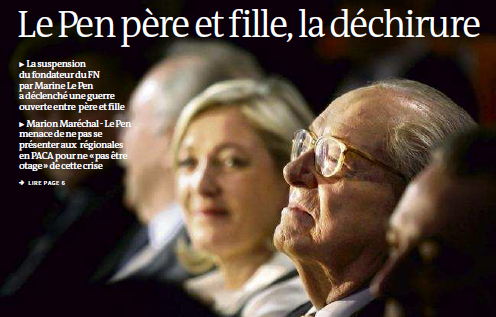 Le Pen père et fille, la déchirure
▸ La suspension
du fondateur du FN
par Marine Le Pen
a déclenché une guerre
ouverte entre père et fille
▸ Marion Maréchal - Le Pen
menace de ne pas se
présenter aux régionales
en PACA pour ne « pas être
otage » de cette crise
→ LIRE PAGE 6